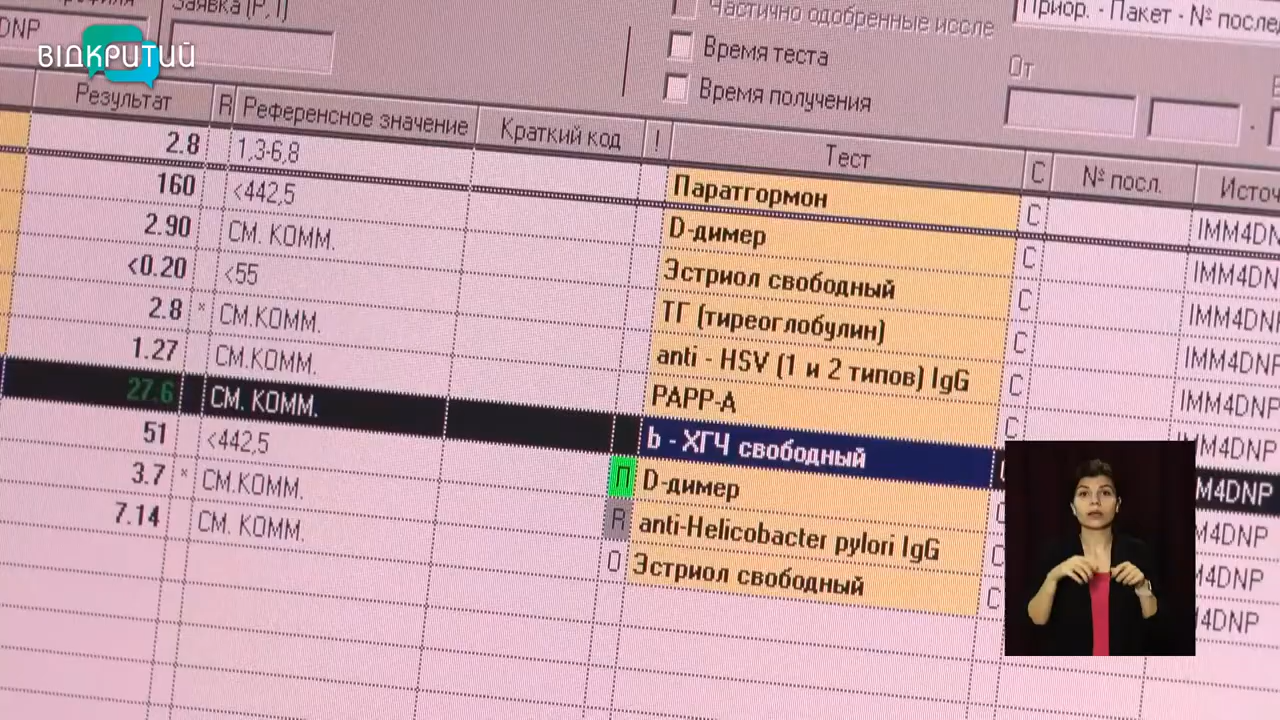 Заявка (Р, Т)
DNP
ВІДКРИТИЙ
Частично одобренные иссле
Приор. - Пакет - № после
Время теста
Время получения
От
Результат R Референсное значение Краткий код ! Тест С № посл. Источ
2.8 1,3-6,8 Паратгормон С IMM4DN
160 <442,5 D-димер С IMM4DN
2.90 СМ. КОММ. Эстриол свободный С IMM4DN
<0.20 <55 ТГ (тиреоглобулин) С IMM4DNP
2.8 * СМ.КОММ. anti - HSV (1 и 2 типов) IgG С IMM4DNP
1.27 СМ.КОММ. PAPP-A С M4DNP
27.6 СМ. КОММ. b - ХГЧ свободный M4DNP
51 <442,5 П D-димер С M4DNP
3.7 * СМ.КОММ. R anti-Helicobacter pylori IgG С M4DNP
7.14 СМ. КОММ. O Эстриол свободный С 4DNP